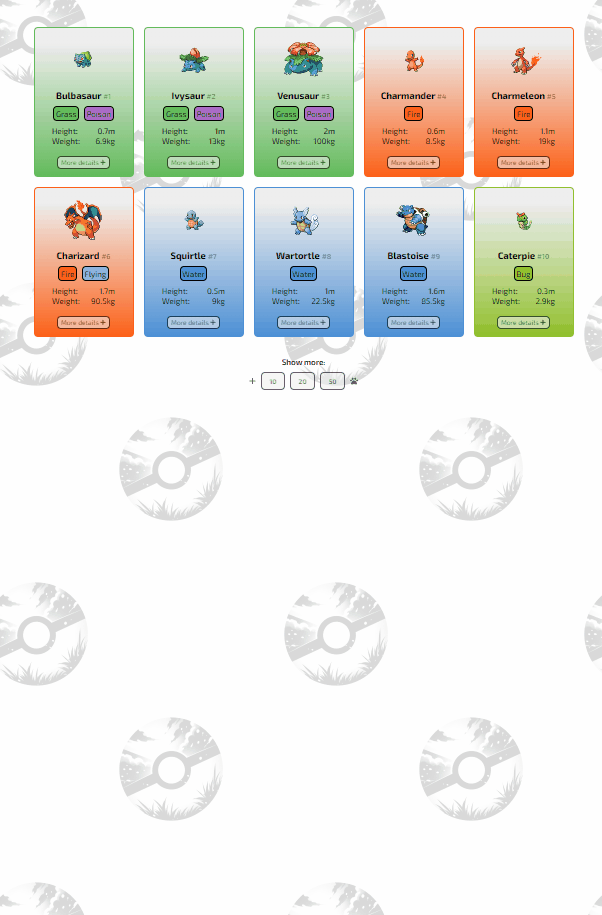 Bulbasaur #1
Grass Poison
Height: 0.7m
Weight: 6.9kg
More details +
Ivysaur #2
Grass Poison
Height: 1m
Weight: 13kg
More details +
Venusaur #3
Grass Poison
Height: 2m
Weight: 100kg
More details +
Charmander #4
Fire
Height: 0.6m
Weight: 8.5kg
More details +
Charmeleon #5
Fire
Height: 1.1m
Weight: 19kg
More details +
Charizard #6
Fire Flying
Height: 1.7m
Weight: 90.5kg
More details +
Squirtle #7
Water
Height: 0.5m
Weight: 9kg
More details +
Wartortle #8
Water
Height: 1m
Weight: 22.5kg
More details +
Blastoise #9
Water
Height: 1.6m
Weight: 85.5kg
More details +
Caterpie #10
Bug
Height: 0.3m
Weight: 2.9kg
More details +
Show more:
+ 10 20 50